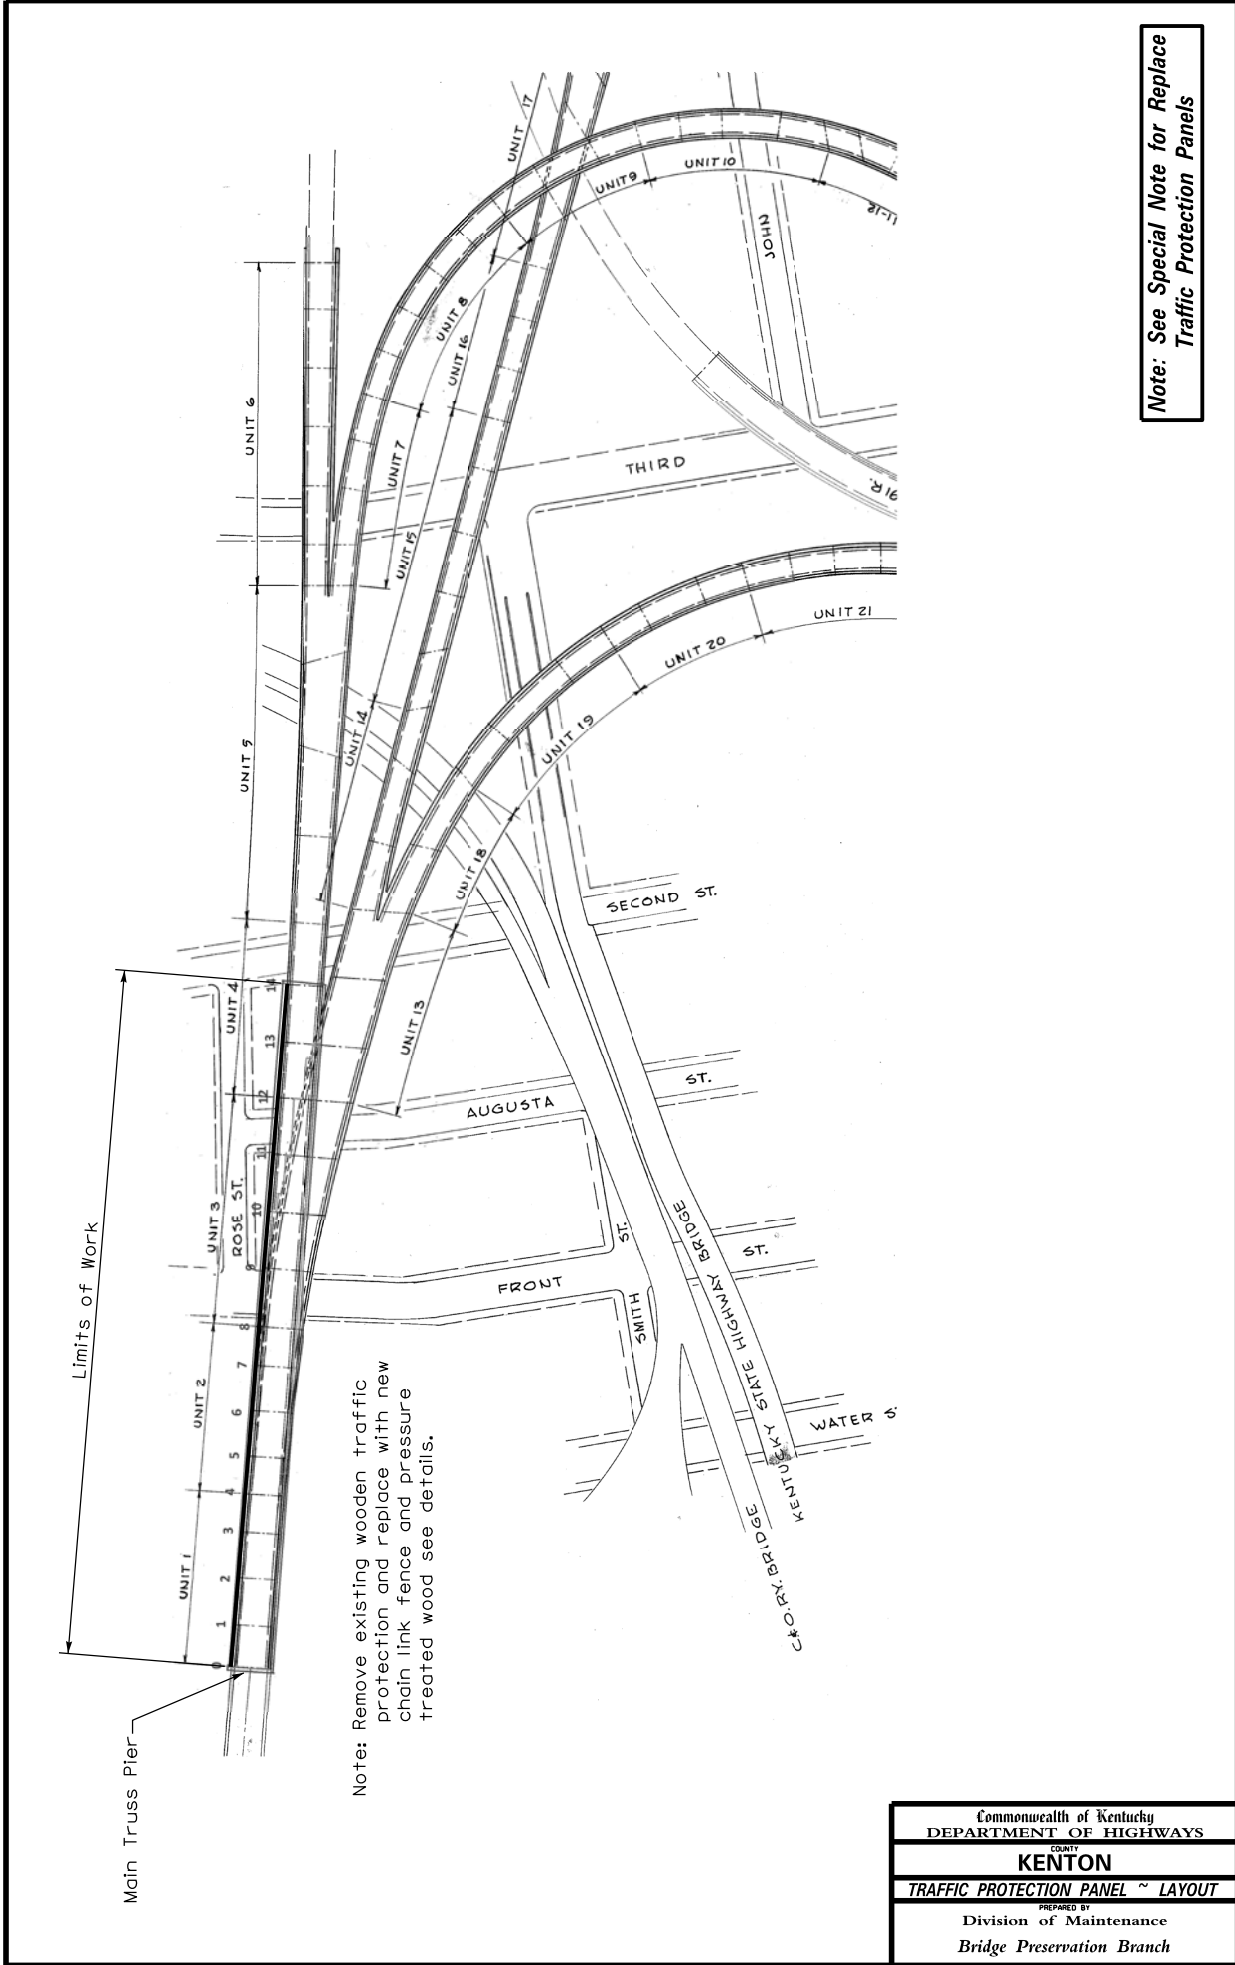 Note: See Special Note for Replace
Traffic Protection Panels
Limits of Work
Main Truss Pier
Note: Remove existing wooden traffic
protection and replace with new
chain link fence and pressure
treated wood see details.
UNIT 1
UNIT 2
UNIT 3
UNIT 4
UNIT 5
UNIT 6
UNIT 7
UNIT 8
UNIT 9
UNIT 10
11-12
UNIT 13
UNIT 14
UNIT 15
UNIT 16
UNIT 17
UNIT 18
UNIT 19
UNIT 20
UNIT 21
0
1
2
3
4
5
6
7
8
9
10
11
12
13
14
ROSE ST.
JOHN
THIRD
91R.
SECOND ST.
AUGUSTA
ST.
FRONT
ST.
SMITH
ST.
WATER S
KENTUCKY STATE HIGHWAY BRIDGE
C.&O.RY. BRIDGE
Commonwealth of Kentucky
DEPARTMENT OF HIGHWAYS
COUNTY
KENTON
TRAFFIC PROTECTION PANEL ~ LAYOUT
PREPARED BY
Division of Maintenance
Bridge Preservation Branch